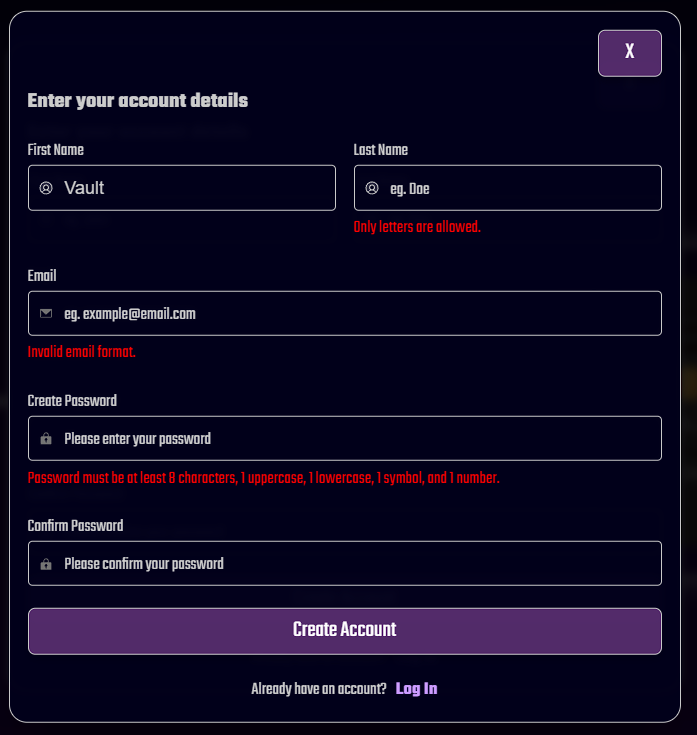 X
Enter your account details
First Name
Last Name
Vault
eg. Doe
Only letters are allowed.
Email
eg. example@email.com
Invalid email format.
Create Password
Please enter your password
Password must be at least 8 characters, 1 uppercase, 1 lowercase, 1 symbol, and 1 number.
Confirm Password
Please confirm your password
Create Account
Already have an account? Log In